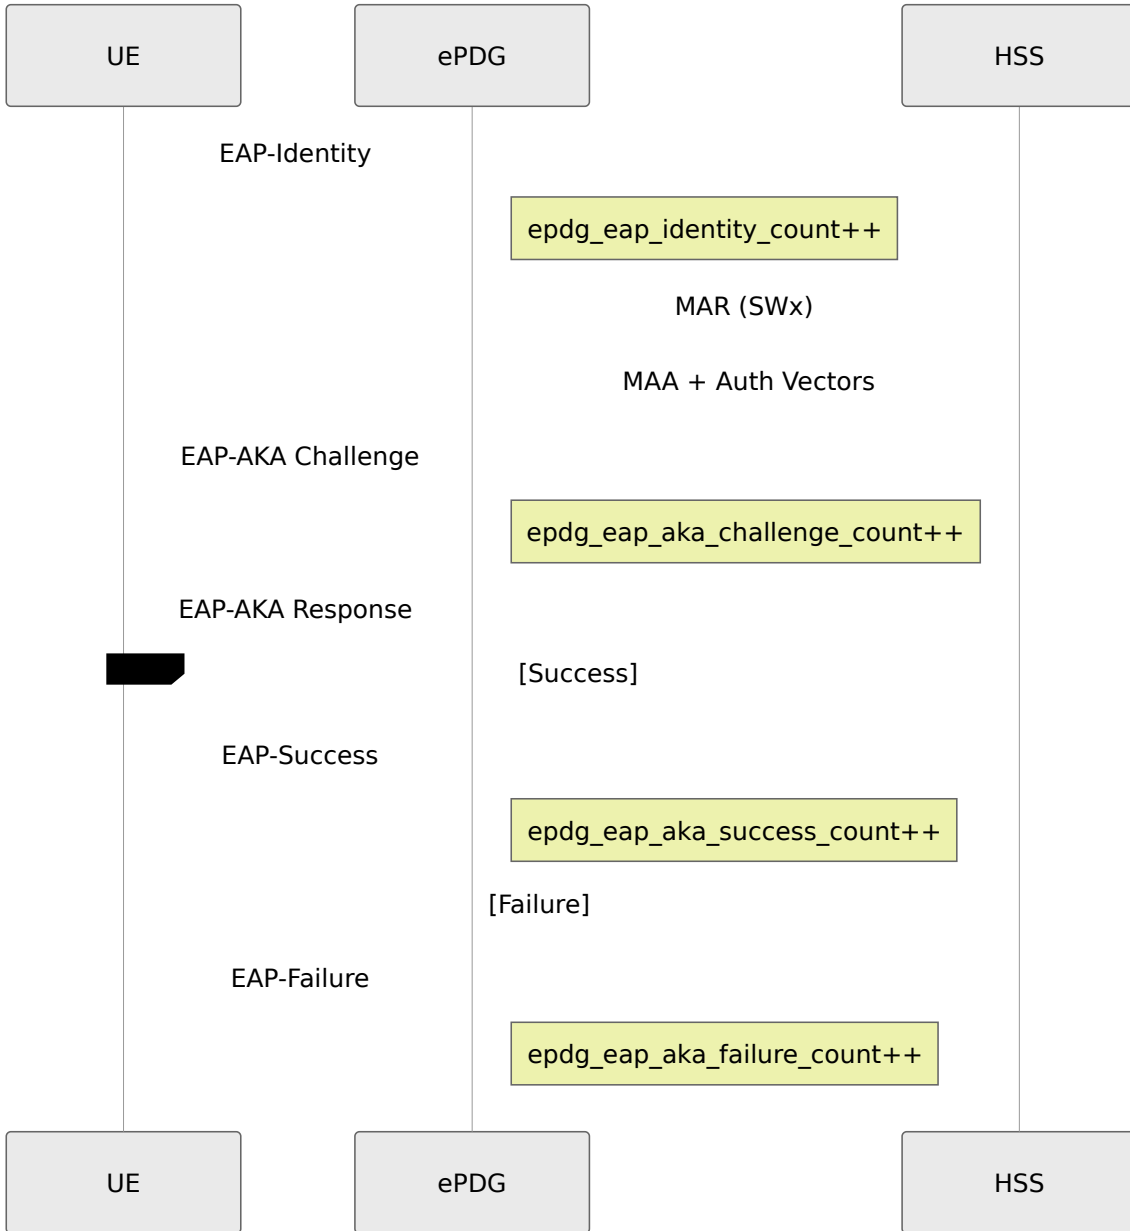 UE
ePDG
HSS
EAP-Identity
epdg_eap_identity_count++
MAR (SWx)
MAA + Auth Vectors
EAP-AKA Challenge
epdg_eap_aka_challenge_count++
EAP-AKA Response
[Success]
EAP-Success
epdg_eap_aka_success_count++
[Failure]
EAP-Failure
epdg_eap_aka_failure_count++
UE
ePDG
HSS